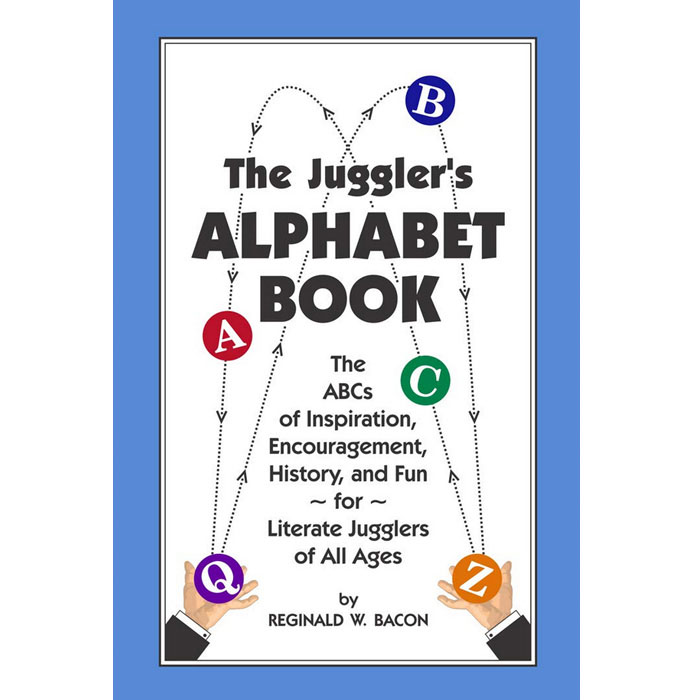 B
The Juggler's
ALPHABET
BOOK
A
The
ABCs
C
of Inspiration,
Encouragement,
History, and Fun
~ for ~
Literate Jugglers
of All Ages
Q
Z
by
REGINALD W. BACON